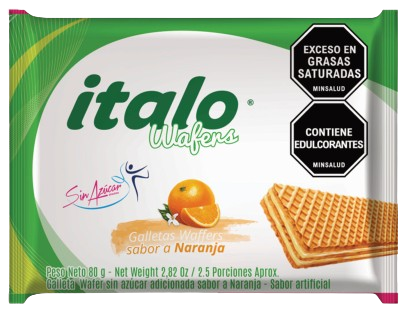 EXCESO EN
GRASAS
SATURADAS
MINSALUD
italo®
Wafers
CONTIENE
EDULCORANTES
MINSALUD
Sin Azúcar
Galletas Waffers
sabor a Naranja
Peso Neto 80 g - Net Weight 2,82 Oz / 2.5 Porciones Aprox.
Galleta Wafer sin azúcar adicionada sabor a Naranja - Sabor artificial